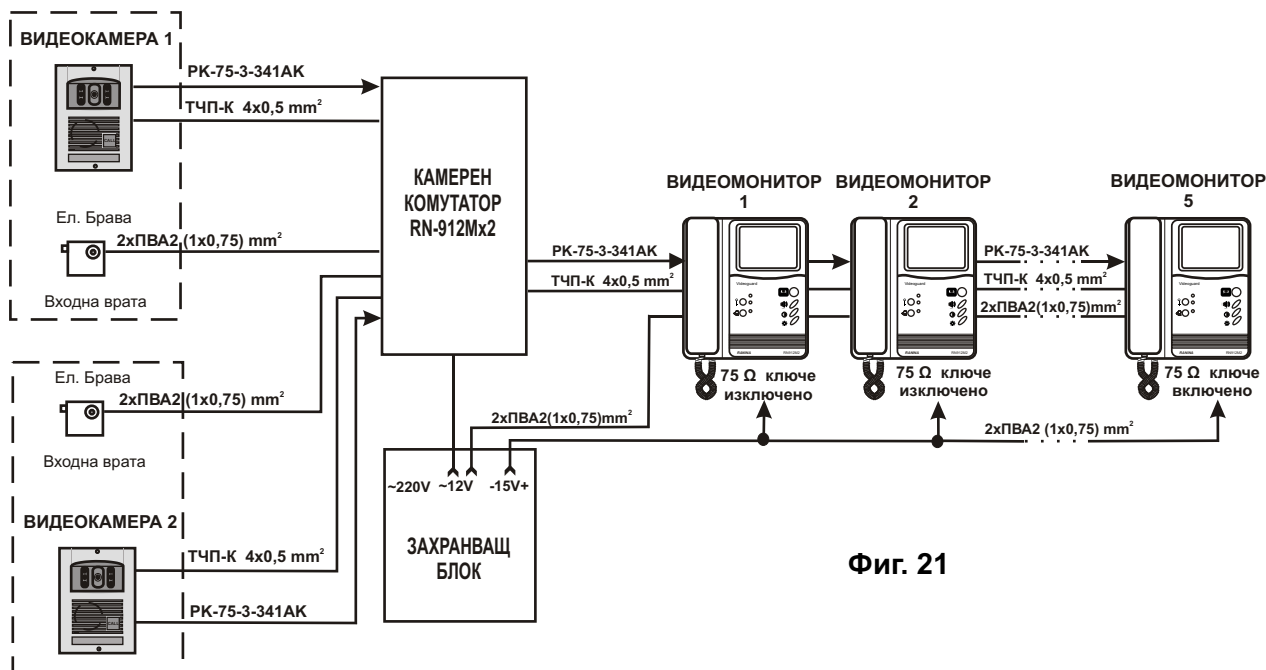 ВИДЕОКАМЕРА 1
РК-75-3-341АК
ТЧП-К 4х0,5 mm²
CALL
Ел. Брава
2хПВА2 (1х0,75) mm²
Входна врата
Ел. Брава
2хПВА2 (1х0,75) mm²
Входна врата
ВИДЕОКАМЕРА 2
ТЧП-К 4х0,5 mm²
РК-75-3-341АК
КАМЕРЕН
КОМУТАТОР
RN-912Mx2
РК-75-3-341АК
ТЧП-К 4х0,5 mm²
2хПВА2(1х0,75)mm²
~220V ~12V -15V+
ЗАХРАНВАЩ
БЛОК
ВИДЕОМОНИТОР
1
Videoguard
75 Ω ключе
изключено
ВИДЕОМОНИТОР
2
Videoguard
75 Ω ключе
изключено
РК-75-3-341АК
ТЧП-К 4х0,5 mm²
2хПВА2(1х0,75)mm²
ВИДЕОМОНИТОР
5
Videoguard
75 Ω ключе
включено
2хПВА2 (1х0,75) mm²
Фиг. 21